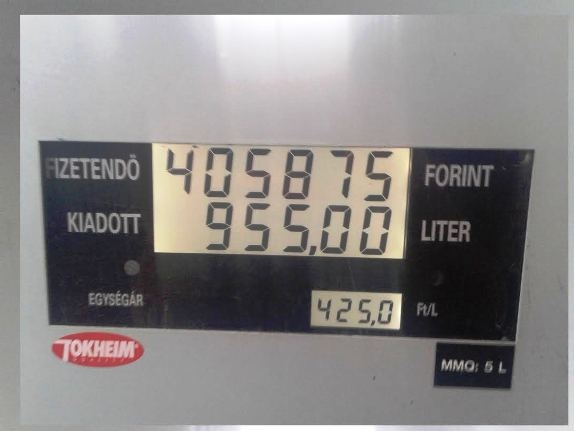 FIZETENDŐ 405875 FORINT
KIADOTT 955,00 LITER
EGYSÉGÁR 425,0 Ft/L
TOKHEIM
MMQ: 5 L